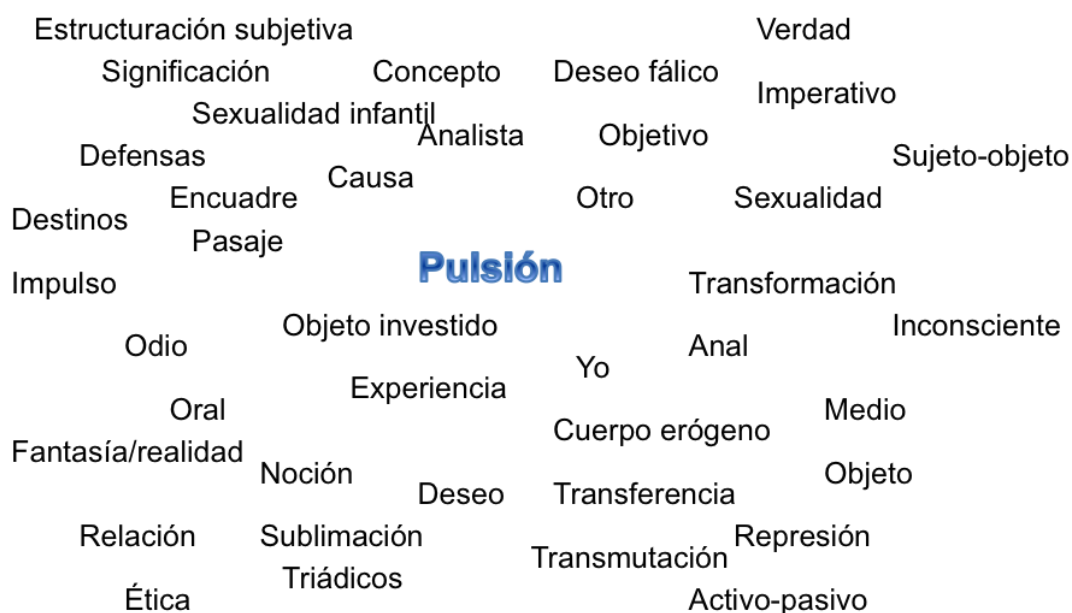 Estructuración subjetiva
Verdad
Significación
Concepto
Deseo fálico
Imperativo
Sexualidad infantil
Analista
Objetivo
Defensas
Sujeto-objeto
Causa
Encuadre
Otro
Sexualidad
Destinos
Pasaje
Pulsión
Impulso
Transformación
Objeto investido
Inconsciente
Odio
Anal
Yo
Experiencia
Oral
Medio
Cuerpo erógeno
Fantasía/realidad
Noción
Objeto
Deseo
Transferencia
Relación
Sublimación
Represión
Transmutación
Triádicos
Ética
Activo-pasivo